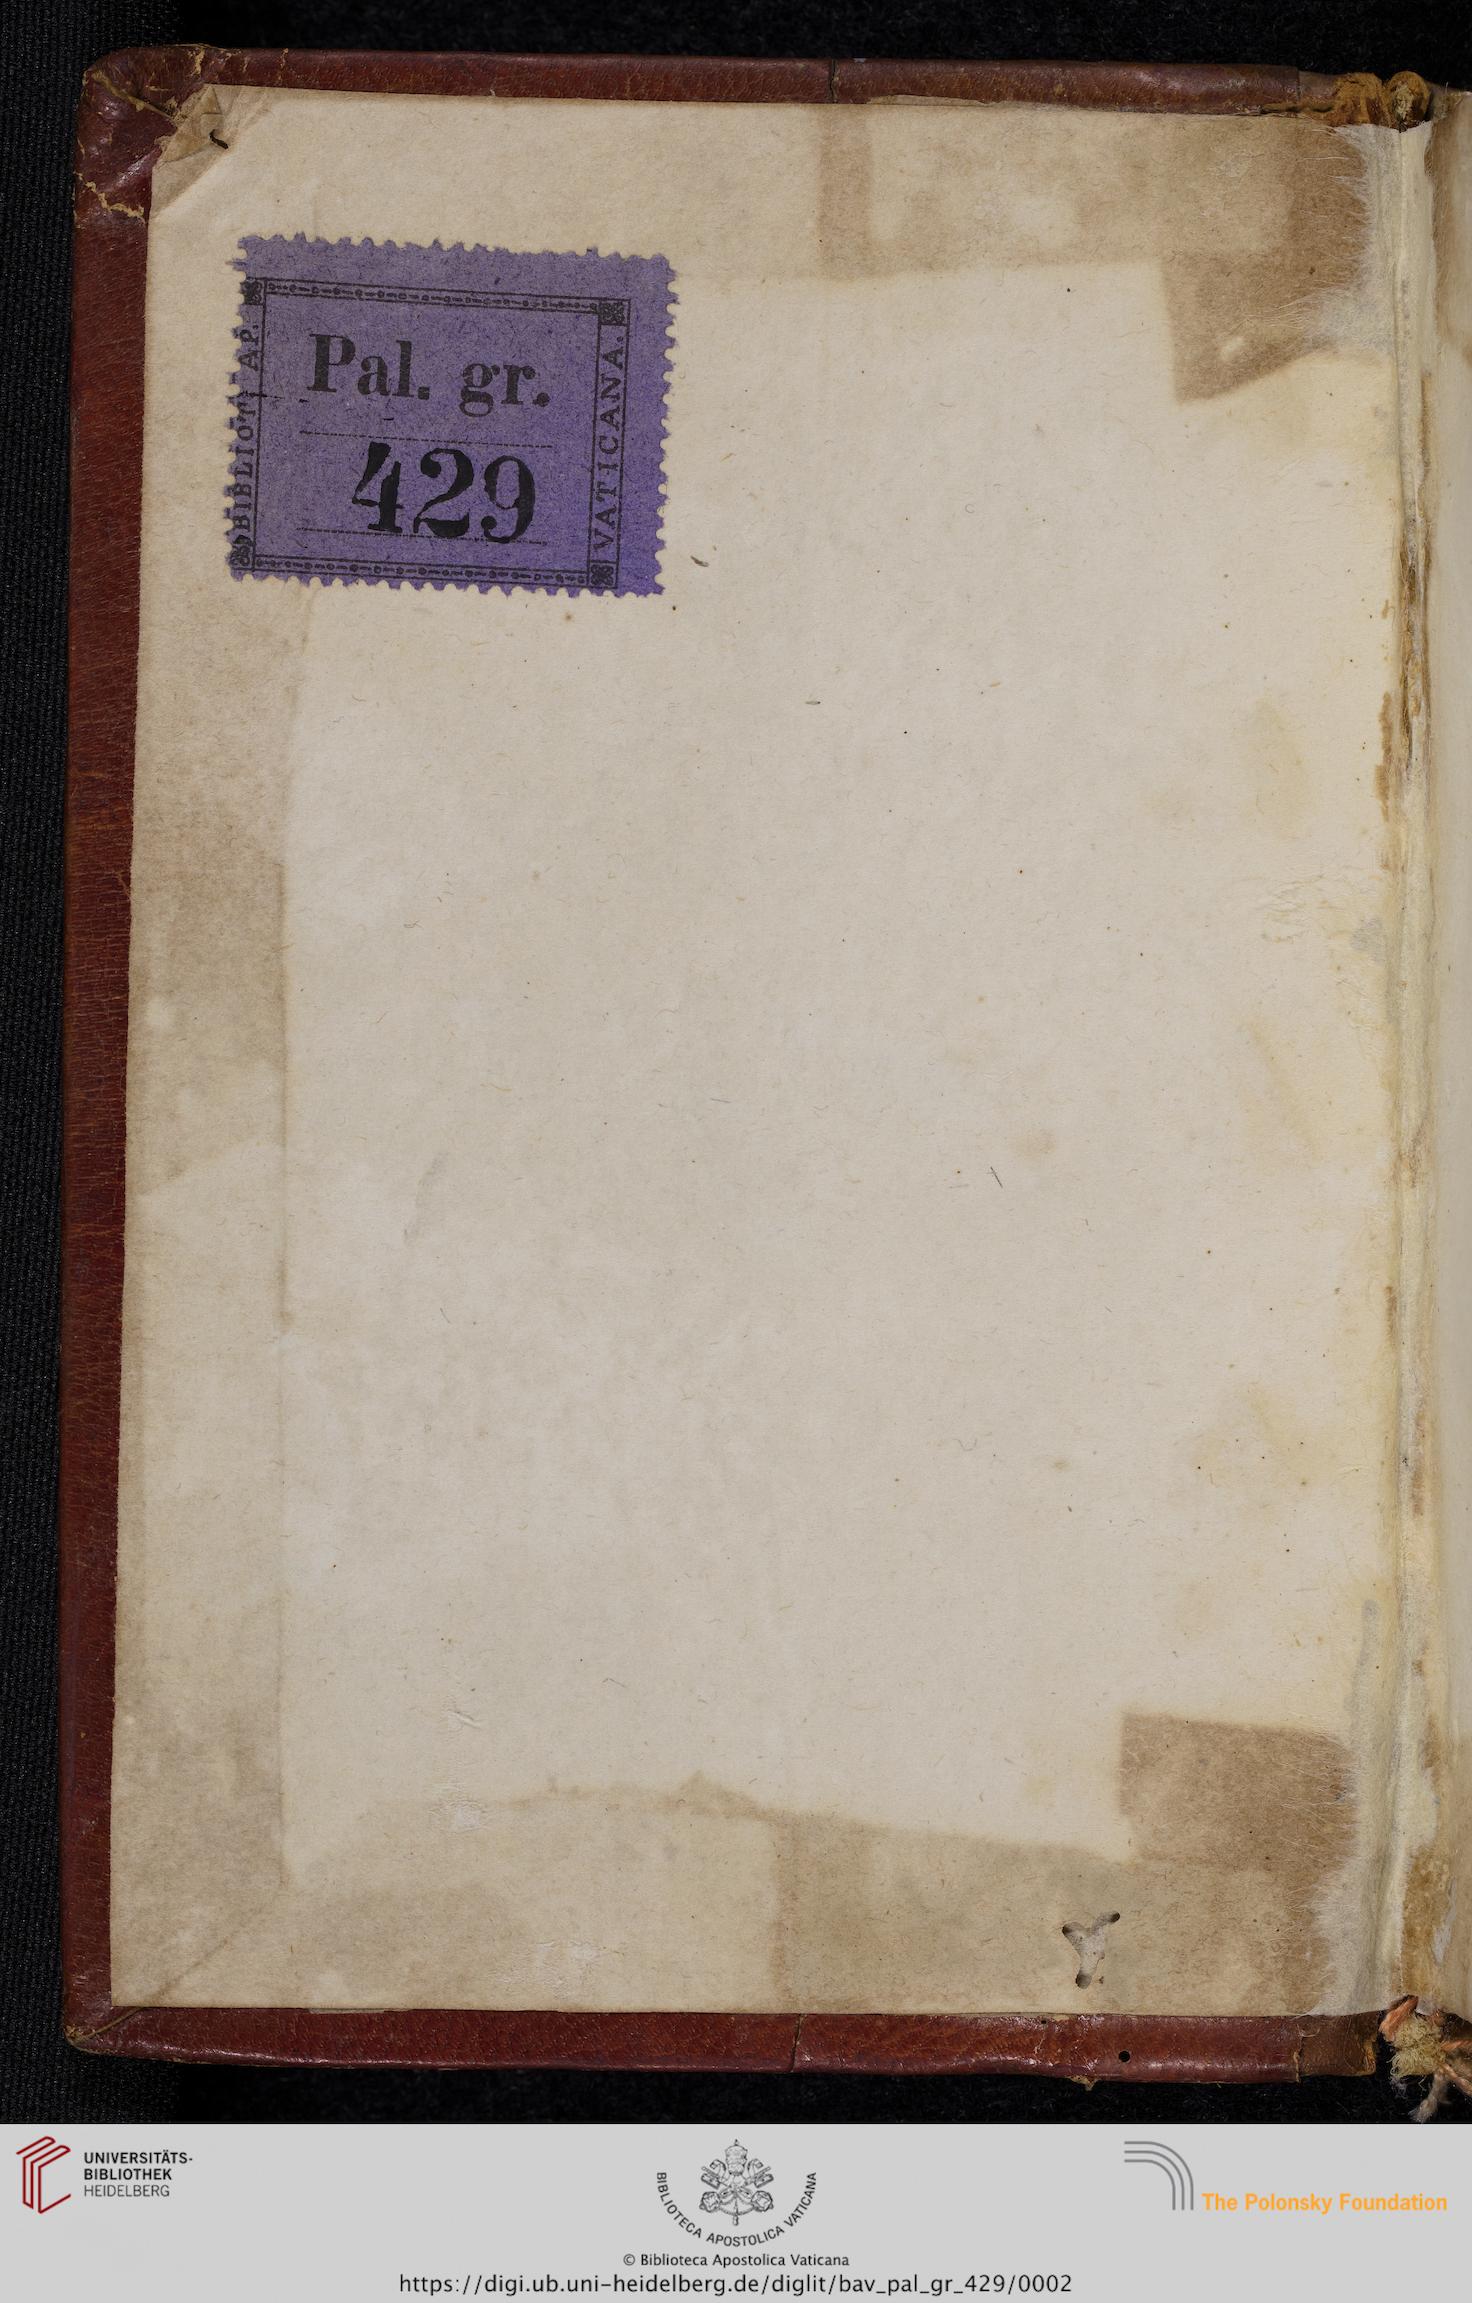 BIBLIOT. AP.
Pal. gr.
429
VATICANA.
UNIVERSITÄTS-
BIBLIOTHEK
HEIDELBERG
BIBLIOTECA APOSTOLICA VATICANA
© Biblioteca Apostolica Vaticana
https://digi.ub.uni-heidelberg.de/diglit/bav_pal_gr_429/0002
The Polonsky Foundation